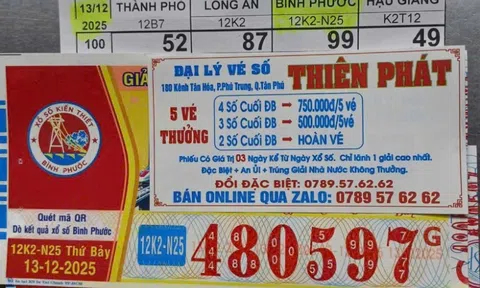 13/12 THÀNH PHỐ LONG AN BÌNH PHƯỚC HẬU GIANG
2025 12B7 12K2 12K2-N25 K2T12
100 52 87 99 49
XỔ SỐ KIẾN THIẾT
BÌNH PHƯỚC
ĐẠI LÝ VÉ SỐ THIÊN PHÁT
180 Kênh Tân Hóa, P.Phú Trung, Q.Tân Phú
5 VÉ THƯỞNG
4 Số Cuối ĐB 750.000đ/5 vé
3 Số Cuối ĐB 500.000đ/5 vé
2 Số Cuối ĐB HOÀN VÉ
Phiếu Có Giá Trị 03 Ngày Kể Từ Ngày Xổ Số. Chỉ lãnh 1 giải cao nhất.
Đặc Biệt + An Ủi + Trúng Giải Nhà Nước Không Thưởng.
ĐỔI ĐẶC BIỆT: 0789.57.62.62
BÁN ONLINE QUA ZALO: 0789 57 62 62
Quét mã QR
Dò kết quả xổ số Bình Phước
12K2-N25 Thứ Bảy
13-12-2025
12K2-N25
480597
G